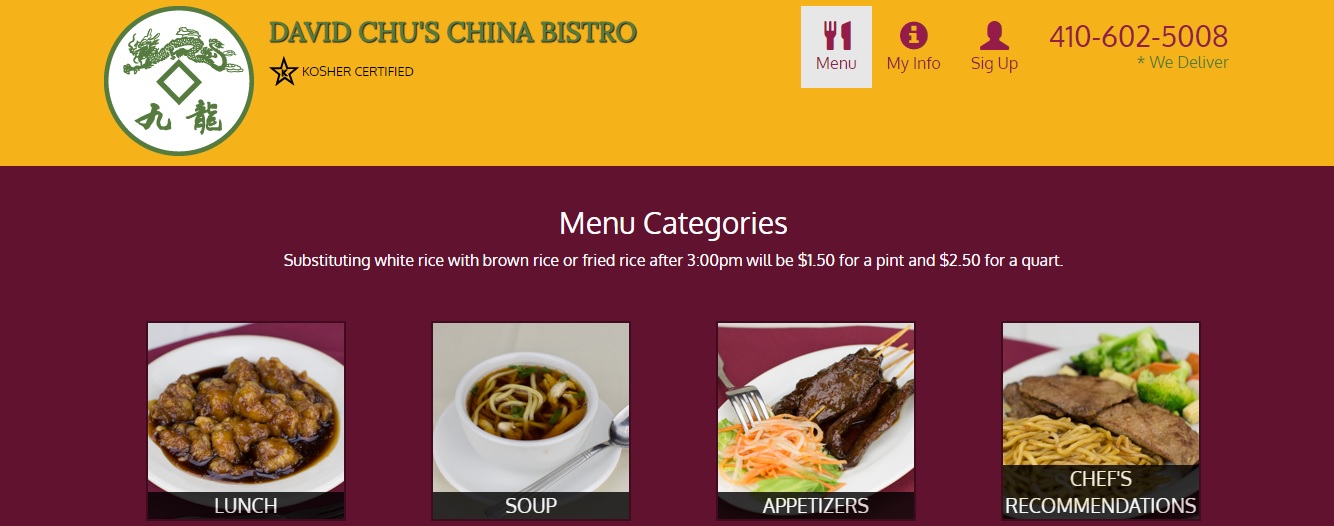 九 龍
DAVID CHU'S CHINA BISTRO
K
KOSHER CERTIFIED
Menu
My Info
Sig Up
410-602-5008
* We Deliver
Menu Categories
Substituting white rice with brown rice or fried rice after 3:00pm will be $1.50 for a pint and $2.50 for a quart.
LUNCH
SOUP
APPETIZERS
CHEF'S
RECOMMENDATIONS